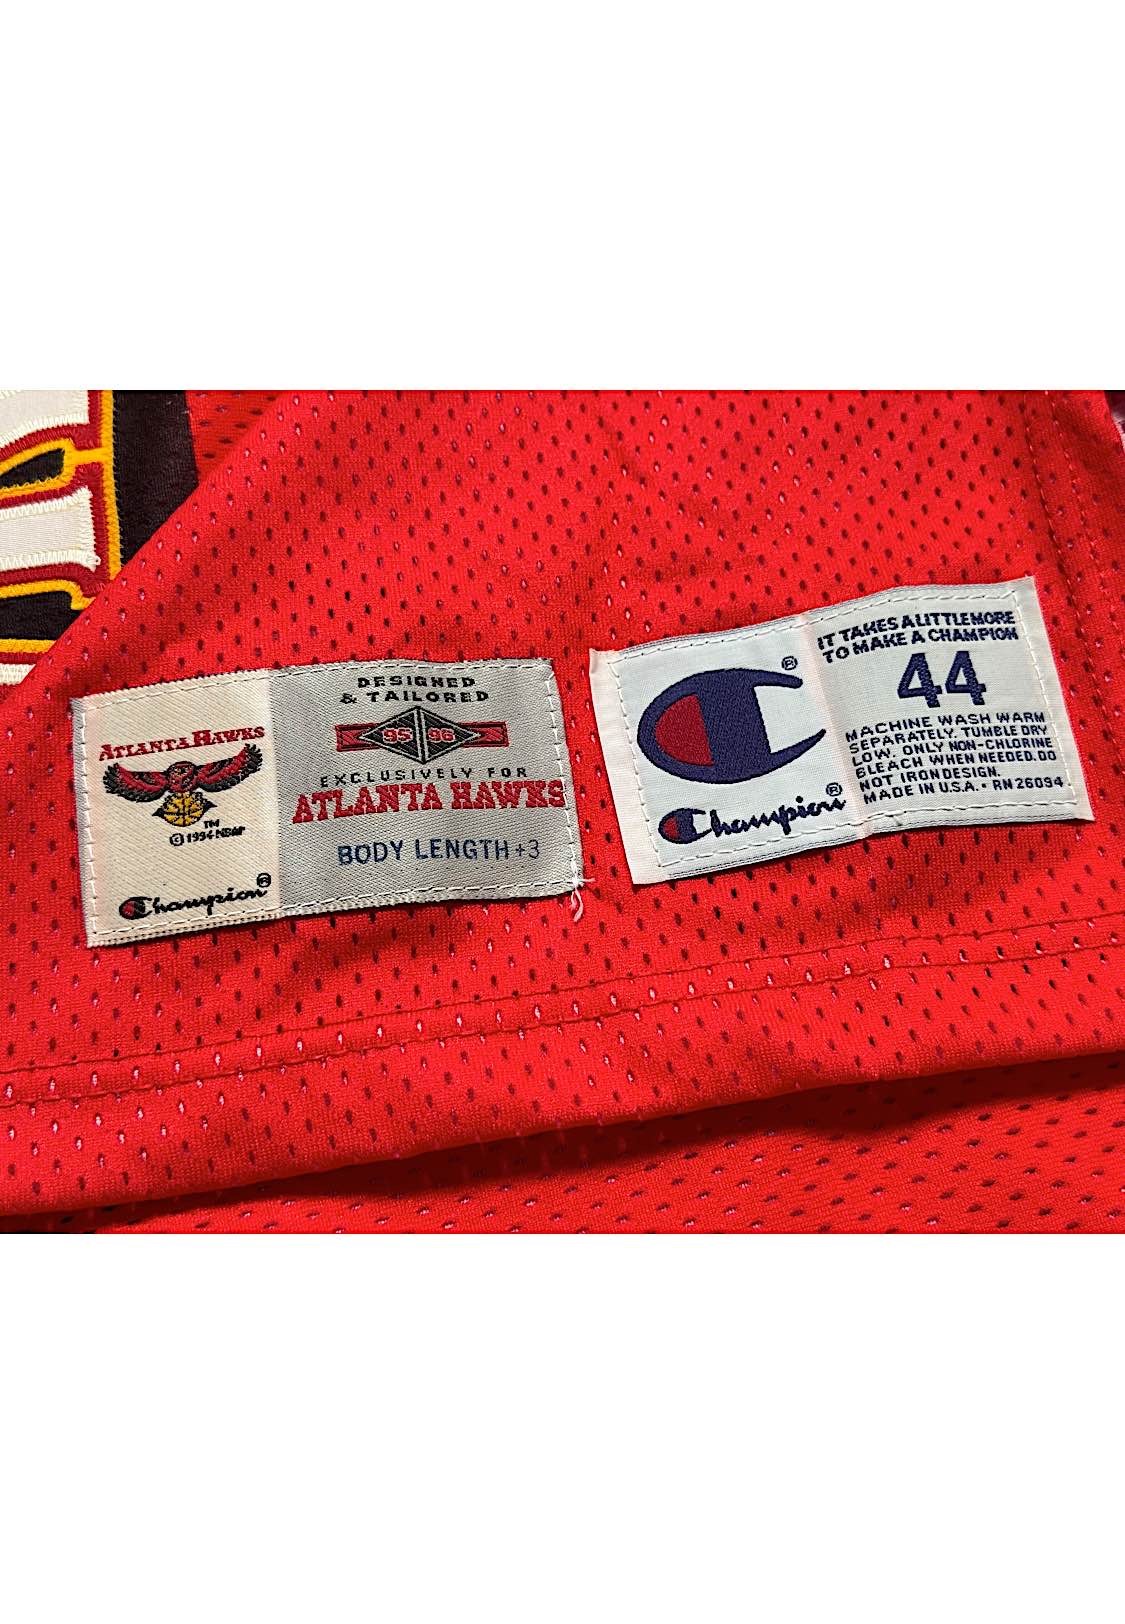 ATLANTA HAWKS
TM
© 1994 NBAP
Champion®
DESIGNED
& TAILORED
95 96
EXCLUSIVELY FOR
ATLANTA HAWKS
BODY LENGTH +3
®
Champion®
IT TAKES A LITTLE MORE
TO MAKE A CHAMPION
44
MACHINE WASH WARM
SEPARATELY. TUMBLE DRY
LOW. ONLY NON-CHLORINE
BLEACH WHEN NEEDED. DO
NOT IRON DESIGN.
MADE IN U.S.A. • RN 26094